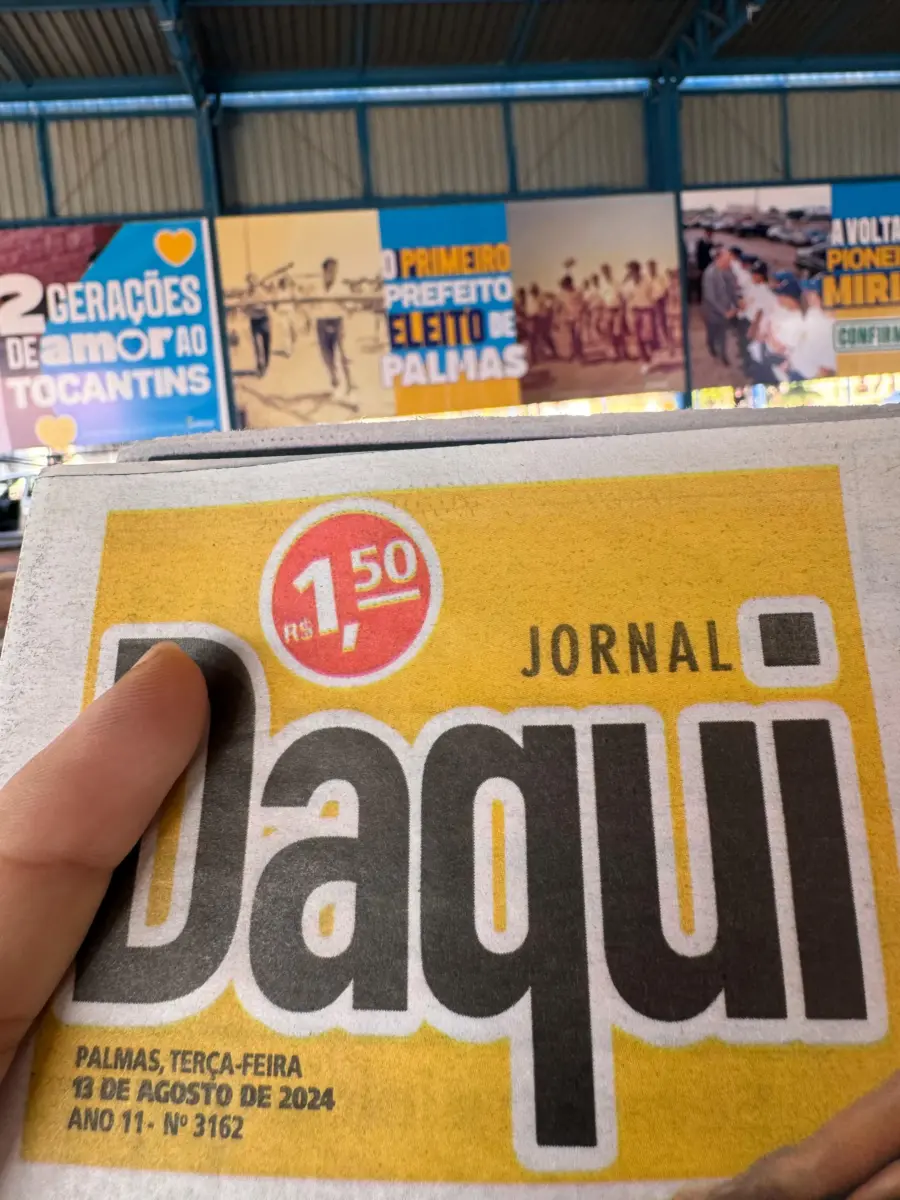 2 GERAÇÕES
DE amor AO
TOCANTINS
O PRIMEIRO
PREFEITO
ELEITO DE
PALMAS
A VOLTA
PIONEI
MIRI
CONFIRA
R$ 1,50
JORNAL
Daqui
PALMAS, TERÇA-FEIRA
13 DE AGOSTO DE 2024
ANO 11 - Nº 3162